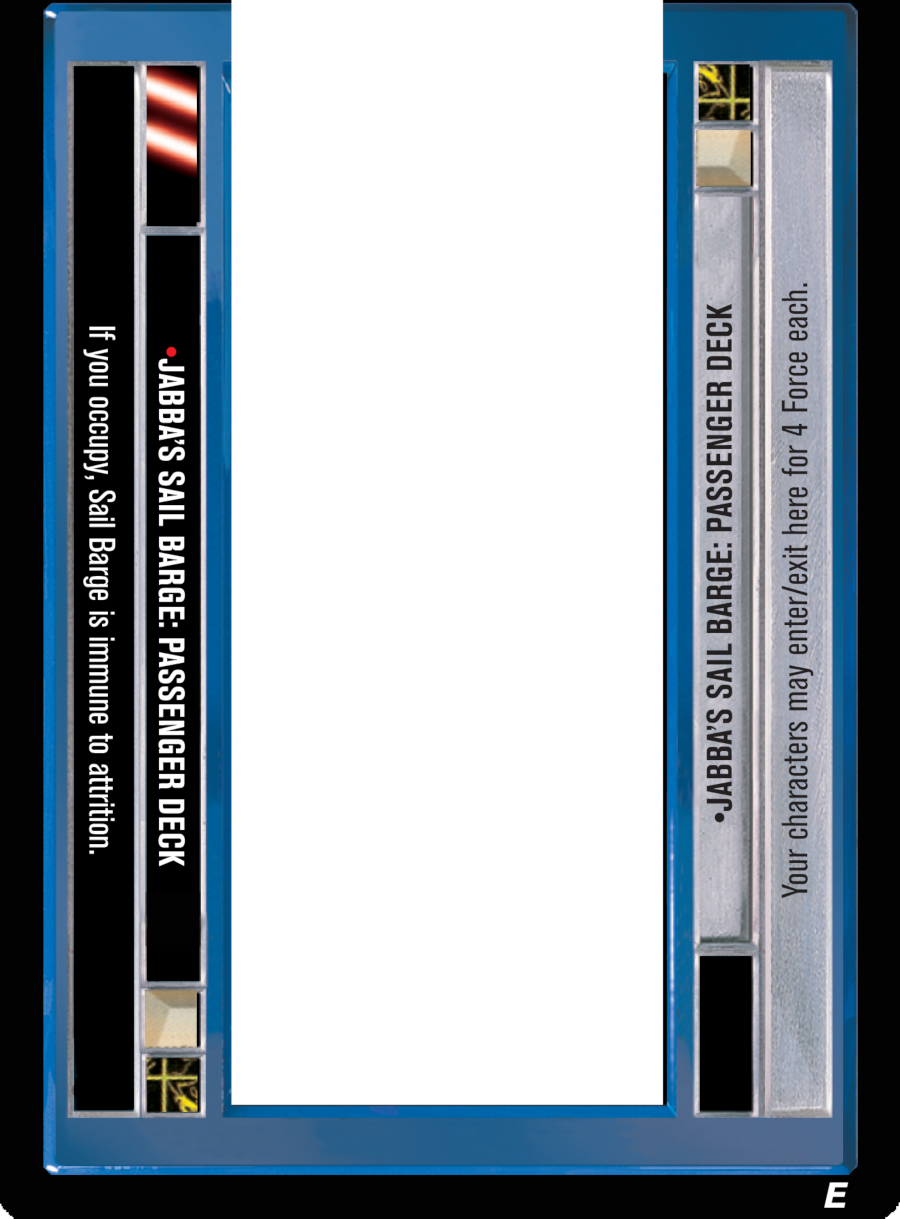 If you occupy, Sail Barge is immune to attrition.
•JABBA'S SAIL BARGE: PASSENGER DECK
•JABBA'S SAIL BARGE: PASSENGER DECK
Your characters may enter/exit here for 4 Force each.
E